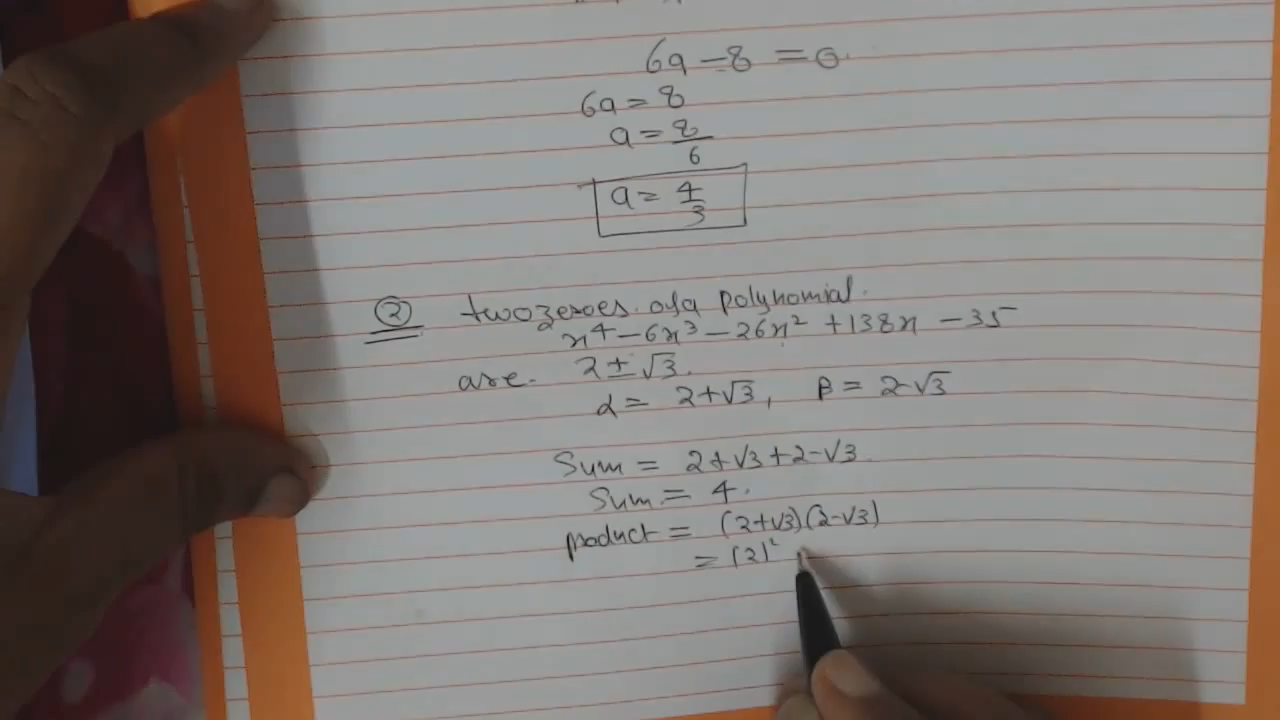 6a - 8 = 0.
6a = 8
a = 8/6
a = 4/3
② two zeroes of a polynomial.
x⁴ - 6x³ - 26x² + 138x - 35
are. 2 ± √3.
α = 2+√3, β = 2-√3
Sum = 2+√3+2-√3
Sum = 4.
product = (2+√3)(2-√3)
= (2)²